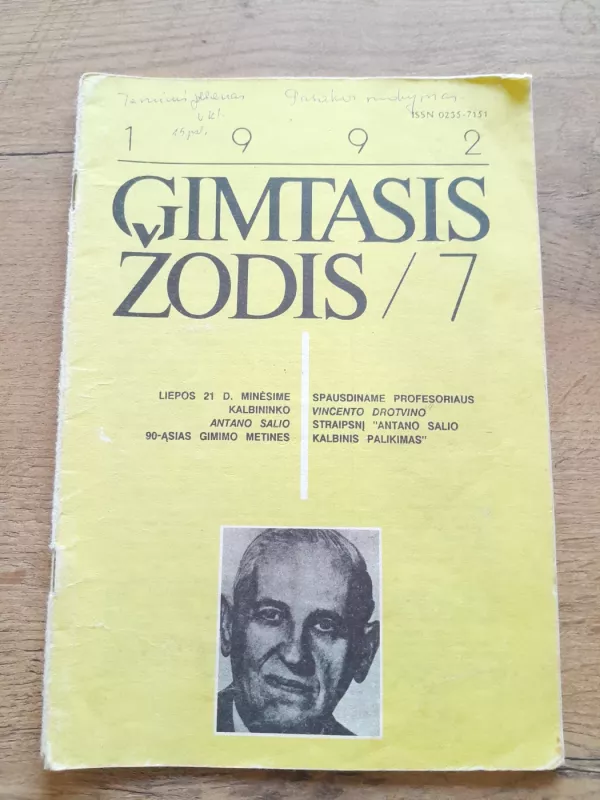 ISSN 0235-7151
1 9 9 2
GIMTASIS
ŽODIS/7
LIEPOS 21 D. MINĖSIME
KALBININKO
ANTANO SALIO
90-ĄSIAS GIMIMO METINES
SPAUSDINAME PROFESORIAUS
VINCENTO DROTVINO
STRAIPSNĮ "ANTANO SALIO
KALBINIS PALIKIMAS"